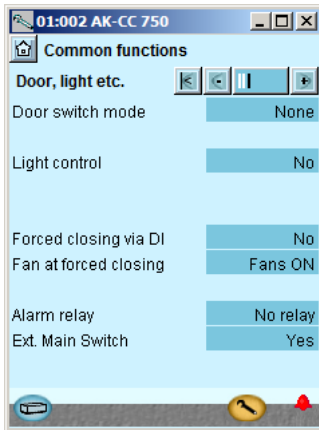 01:002 AK-CC 750
Common functions
Door, light etc.
Door switch mode None
Light control No
Forced closing via DI No
Fan at forced closing Fans ON
Alarm relay No relay
Ext. Main Switch Yes